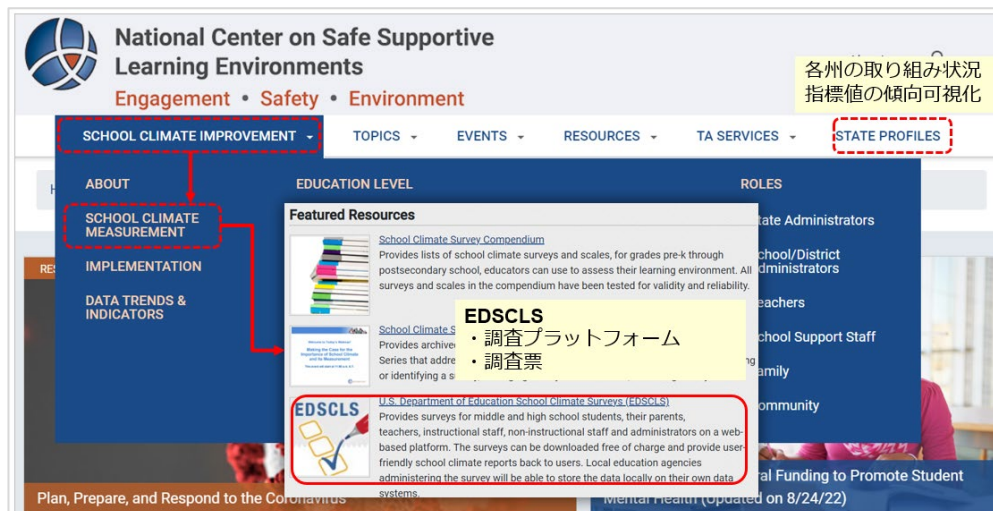 National Center on Safe Supportive
Learning Environments
Engagement • Safety • Environment
各州の取り組み状況
指標値の傾向可視化
SCHOOL CLIMATE IMPROVEMENT
TOPICS
EVENTS
RESOURCES
TA SERVICES
STATE PROFILES
ABOUT
SCHOOL CLIMATE
MEASUREMENT
IMPLEMENTATION
DATA TRENDS &
INDICATORS
EDUCATION LEVEL
ROLES
State Administrators
School/District
Administrators
Teachers
School Support Staff
Family
Community
Featured Resources
School Climate Survey Compendium
Provides lists of school climate surveys and scales, for grades pre-k through
postsecondary school, educators can use to assess their learning environment. All
surveys and scales in the compendium have been tested for validity and reliability.
School Climate
Provides
Series that
or identifying a
EDSCLS
・調査プラットフォーム
・調査票
EDSCLS
U.S. Department of Education School Climate Surveys (EDSCLS)
Provides surveys for middle and high school students, their parents,
teachers, instructional staff, non-instructional staff and administrators on a web-
based platform. The surveys can be downloaded free of charge and provide user-
friendly school climate reports back to users. Local education agencies
administering the survey will be able to store the data locally on their own data
systems.
Plan, Prepare, and Respond to the Coronavirus
Funding to Promote Student
Mental Health (Updated on 8/24/22)